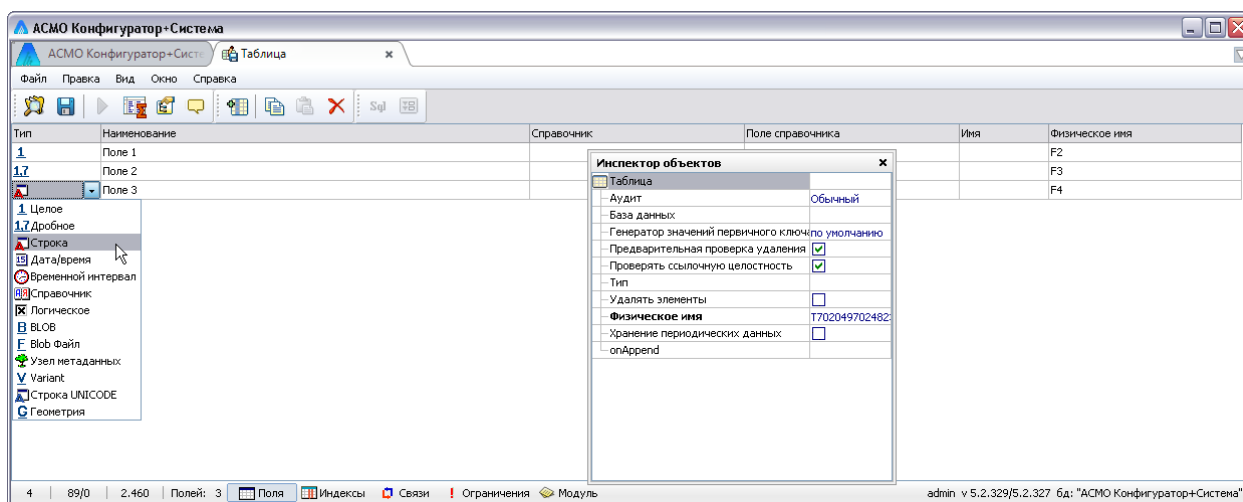 АСМО Конфигуратор+Система
АСМО Конфигуратор+Систе Таблица
Файл Правка Вид Окно Справка
Sql
Тип Наименование Справочник Поле справочника Имя Физическое имя
1 Поле 1 F2
1,7 Поле 2 F3
Поле 3 F4
1 Целое
1,7 Дробное
Строка
15 Дата/время
Временной интервал
Справочник
Логическое
B BLOB
F Blob Файл
Узел метаданных
V Variant
Строка UNICODE
G Геометрия
Инспектор объектов
Таблица
Аудит Обычный
База данных
Генератор значений первичного ключа по умолчанию
Предварительная проверка удаления
Проверять ссылочную целостность
Тип
Удалять элементы
Физическое имя T702049702482
Хранение периодических данных
onAppend
4 89/0 2.460 Полей: 3 Поля Индексы Связи Ограничения Модуль admin v 5.2.329/5.2.327 бд: "АСМО Конфигуратор+Система"